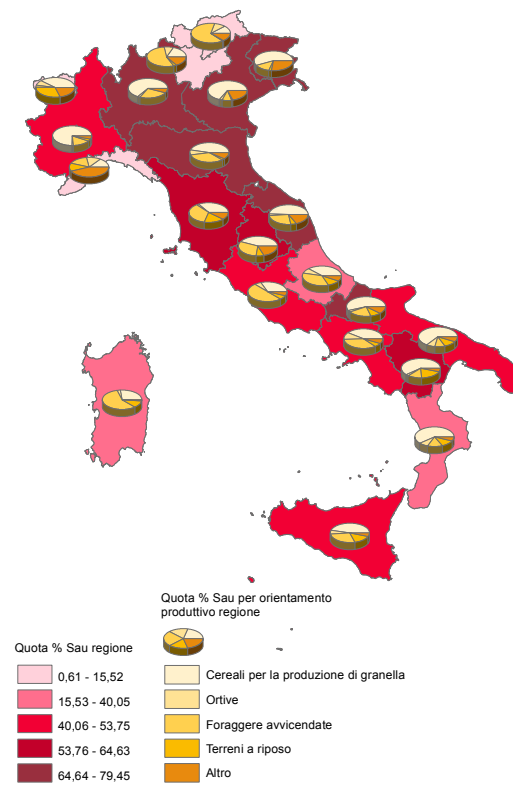 Quota % Sau per orientamento
produttivo regione
Quota % Sau regione
0,61 - 15,52
15,53 - 40,05
40,06 - 53,75
53,76 - 64,63
64,64 - 79,45
Cereali per la produzione di granella
Ortive
Foraggere avvicendate
Terreni a riposo
Altro